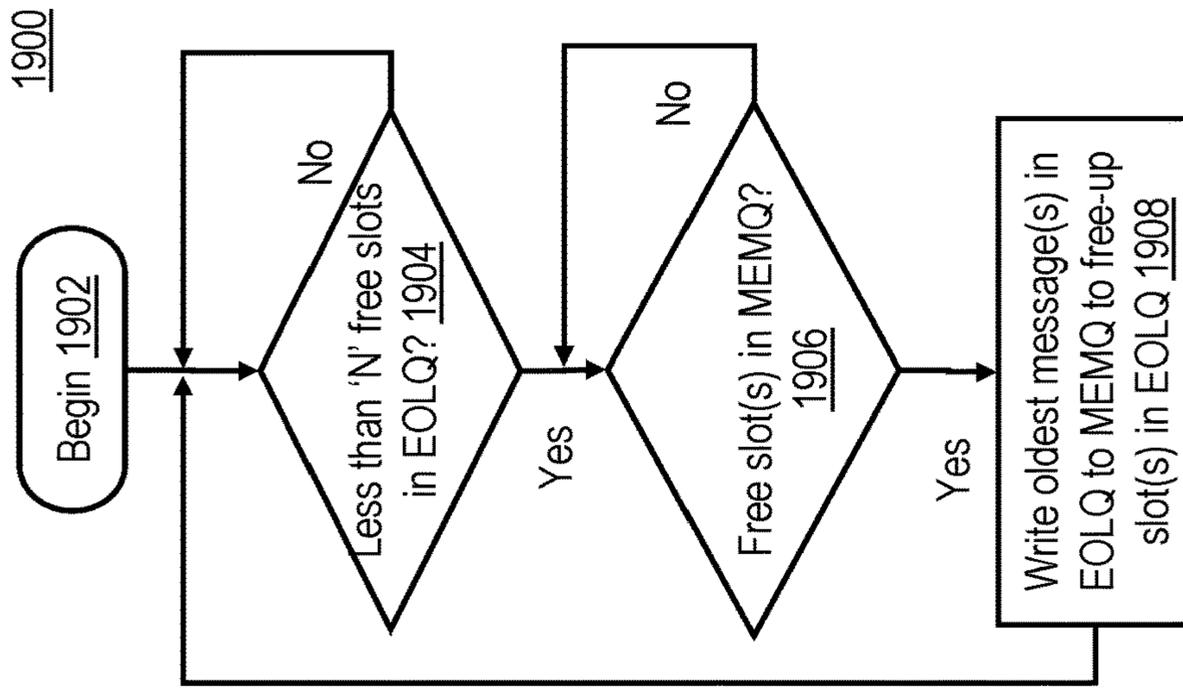 1900
Begin 1902
No
Less than 'N' free slots
in EOLQ? 1904
Yes
No
Free slot(s) in MEMQ?
1906
Yes
Write oldest message(s) in
EOLQ to MEMQ to free-up
slot(s) in EOLQ 1908